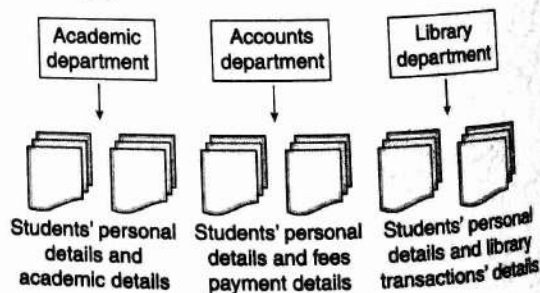 Academic
department
Accounts
department
Library
department
Students' personal
details and
academic details
Students' personal
details and fees
payment details
Students' personal
details and library
transactions' details